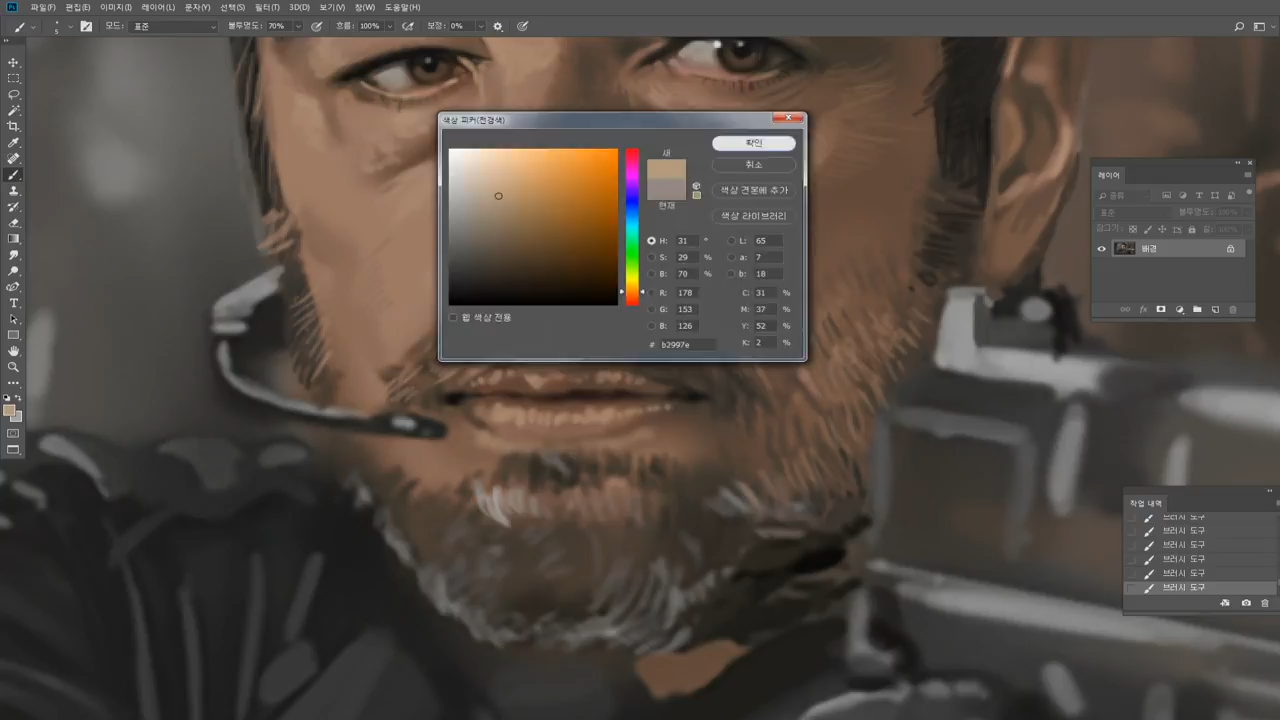 Ps 파일(F) 편집(E) 이미지(I) 레이어(L) 문자(Y) 선택(S) 필터(T) 3D(D) 보기(V) 창(W) 도움말(H)
5 모드: 표준 불투명도: 70% 흐름: 100% 보정: 0%
색상 피커(전경색)
새
현재
확인
취소
색상 견본에 추가
색상 라이브러리
H: 31 ° L: 65
S: 29 % a: 7
B: 70 % b: 18
R: 178 C: 31 %
G: 153 M: 37 %
B: 126 Y: 52 %
# b2997e K: 2 %
웹 색상 전용
레이어
종류
표준 불투명도: 100%
잠그기: 칠: 100%
fx
배경
작업 내역
브러시 도구
브러시 도구
브러시 도구
브러시 도구
브러시 도구
브러시 도구